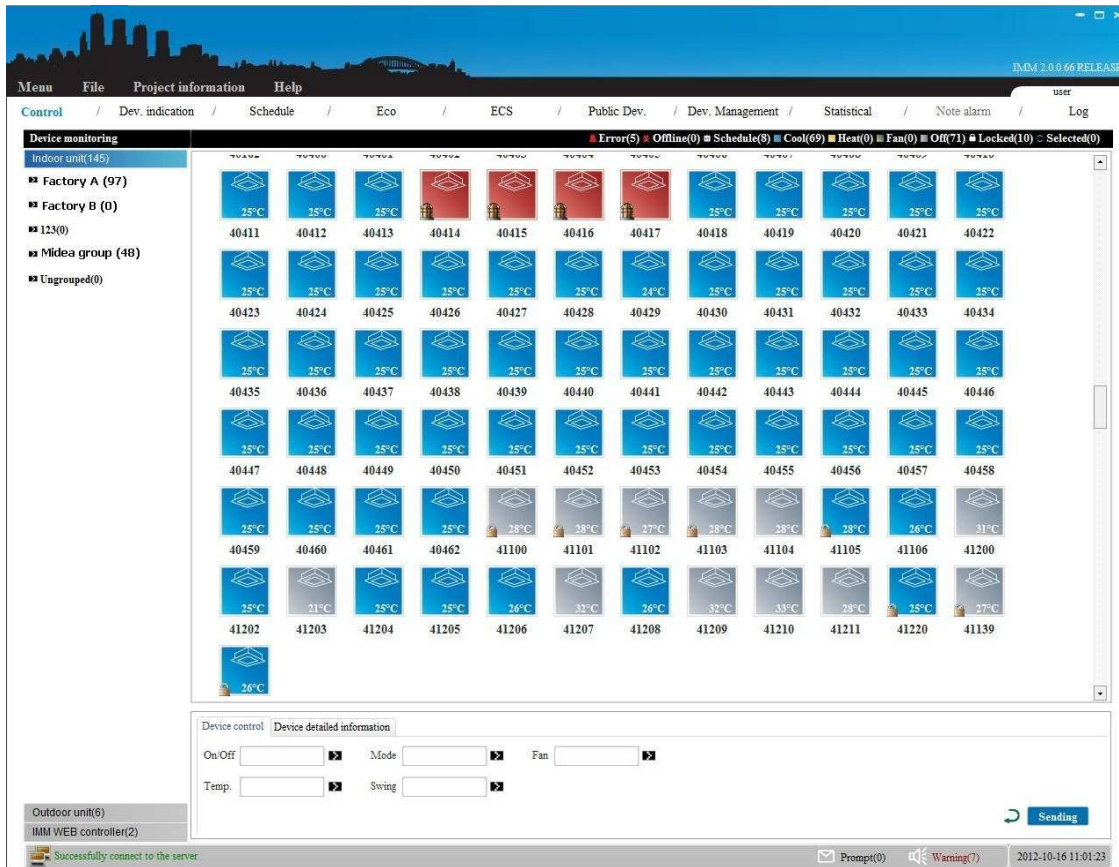 IMM 2.0.0.66 RELEASE
Menu File Project information Help user
Control / Dev. indication / Schedule / Eco / ECS / Public Dev. / Dev. Management / Statistical / Note alarm / Log
Device monitoring Error(5) Offline(0) Schedule(8) Cool(69) Heat(0) Fan(0) Off(71) Locked(10) Selected(0)
Indoor unit(145)
Factory A (97)
Factory B (0)
123(0)
Midea group (48)
Ungrouped(0)
25°C 25°C 25°C 25°C 25°C 25°C 25°C 25°C
40411 40412 40413 40414 40415 40416 40417 40418 40419 40420 40421 40422
25°C 25°C 25°C 25°C 25°C 25°C 24°C 25°C 25°C 25°C 25°C 25°C
40423 40424 40425 40426 40427 40428 40429 40430 40431 40432 40433 40434
25°C 25°C 25°C 25°C 25°C 25°C 25°C 25°C 25°C 25°C 25°C 25°C
40435 40436 40437 40438 40439 40440 40441 40442 40443 40444 40445 40446
25°C 25°C 25°C 25°C 25°C 25°C 25°C 25°C 25°C 25°C 25°C 25°C
40447 40448 40449 40450 40451 40452 40453 40454 40455 40456 40457 40458
25°C 25°C 25°C 25°C 28°C 28°C 27°C 28°C 28°C 28°C 26°C 31°C
40459 40460 40461 40462 41100 41101 41102 41103 41104 41105 41106 41200
25°C 21°C 25°C 25°C 26°C 32°C 26°C 32°C 33°C 28°C 25°C 27°C
41202 41203 41204 41205 41206 41207 41208 41209 41210 41211 41220 41139
26°C
Device control Device detailed information
On/Off Mode Fan
Temp. Swing
Sending
Outdoor unit(6)
IMM WEB controller(2)
Successfully connect to the server Prompt(0) Warning(7) 2012-10-16 11:01:23